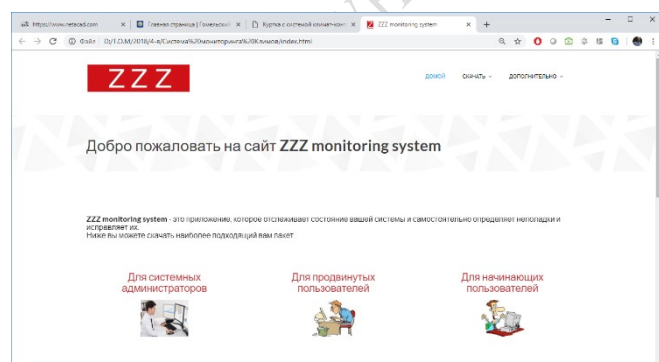 https://www.netacad.com
Главная страница | Гомельский
Куртка с системой климат-конт
ZZZ monitoring system
Файл D:/T.O.M/2018/4-я/Система%20мониторинга%20Климов/index.html
ZZZ
ДОМОЙ СКАЧАТЬ ДОПОЛНИТЕЛЬНО
Добро пожаловать на сайт ZZZ monitoring system
ZZZ monitoring system - это приложение, которое отслеживает состояние вашей системы и самостоятельно определяет неполадки и
исправляет их.
Ниже вы можете скачать наиболее подходящий вам пакет
Для системных
администраторов
Для продвинутых
пользователей
Для начинающих
пользователей